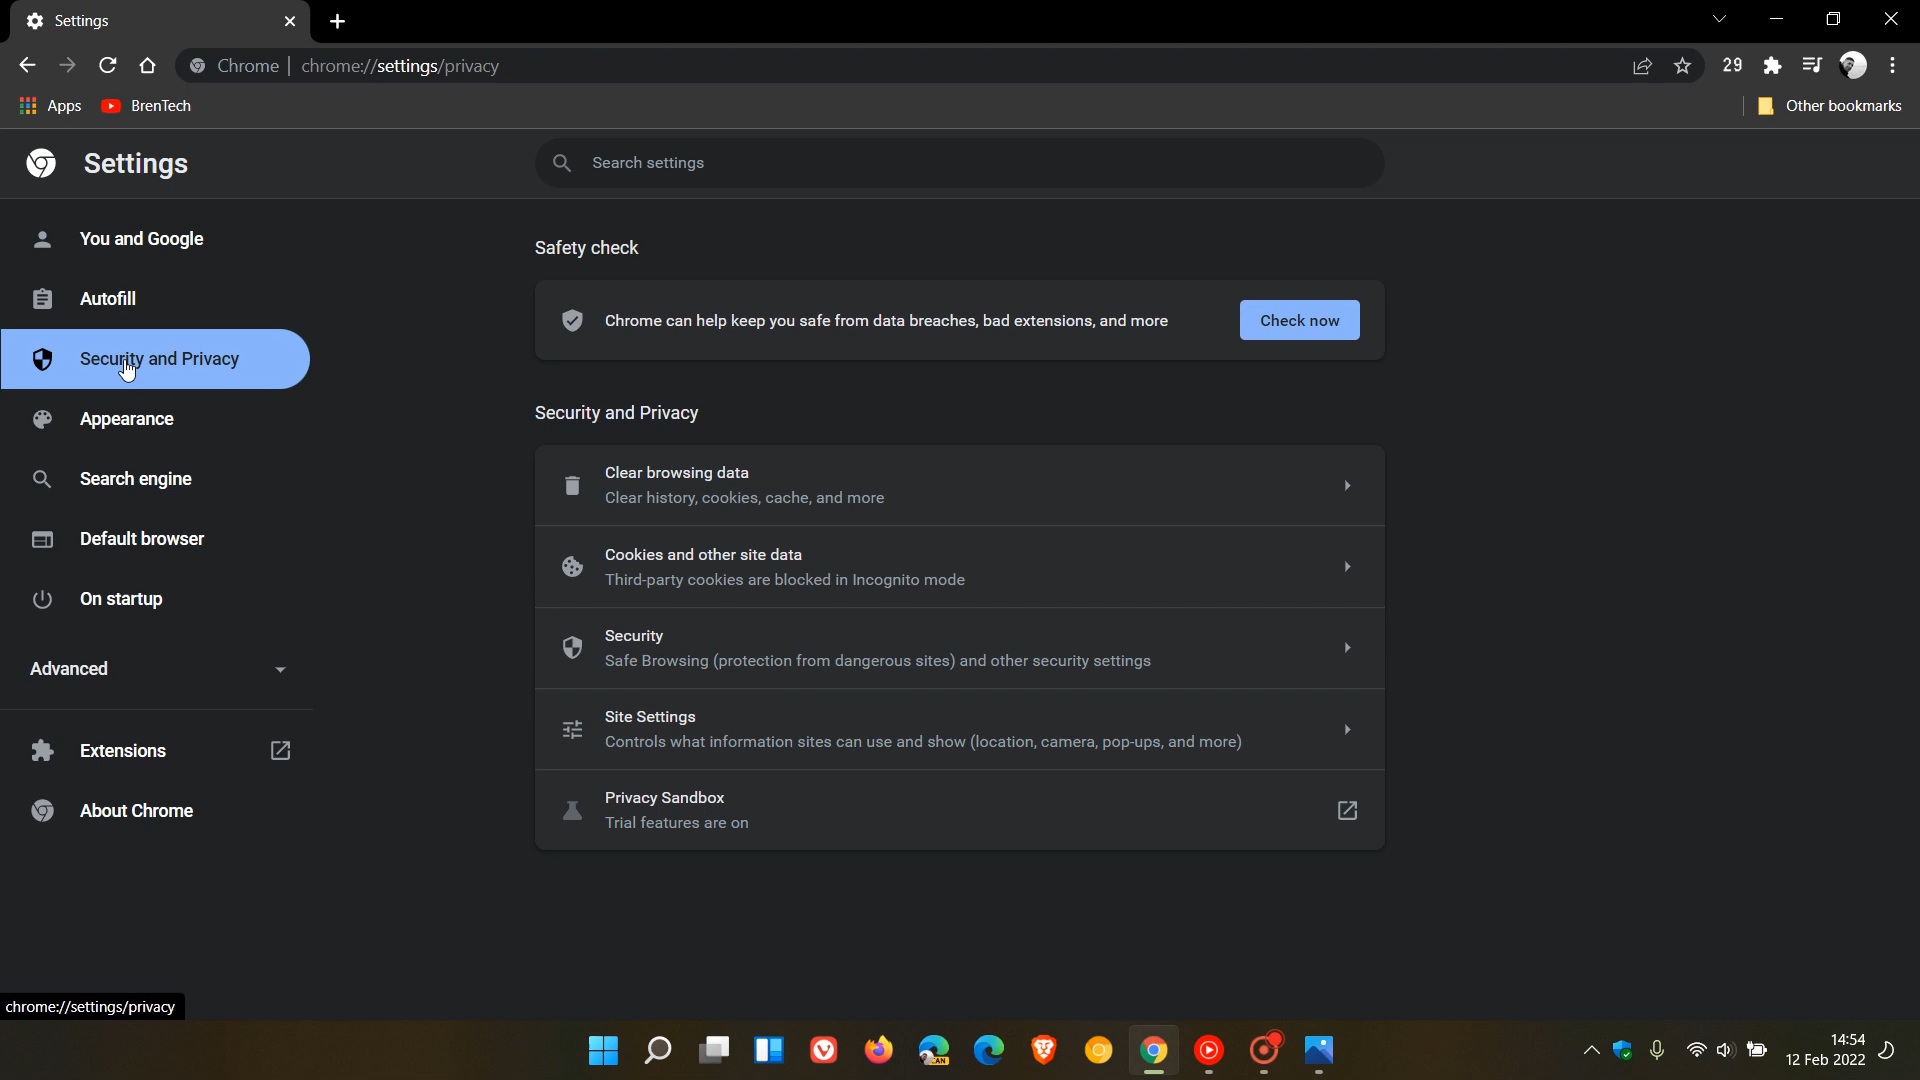 Settings
Chrome | chrome://settings/privacy
29
Apps
BrenTech
Other bookmarks
Settings
Search settings
You and Google
Autofill
Security and Privacy
Appearance
Search engine
Default browser
On startup
Advanced
Extensions
About Chrome
Safety check
Chrome can help keep you safe from data breaches, bad extensions, and more
Check now
Security and Privacy
Clear browsing data
Clear history, cookies, cache, and more
Cookies and other site data
Third-party cookies are blocked in Incognito mode
Security
Safe Browsing (protection from dangerous sites) and other security settings
Site Settings
Controls what information sites can use and show (location, camera, pop-ups, and more)
Privacy Sandbox
Trial features are on
chrome://settings/privacy
CAN
14:54
12 Feb 2022